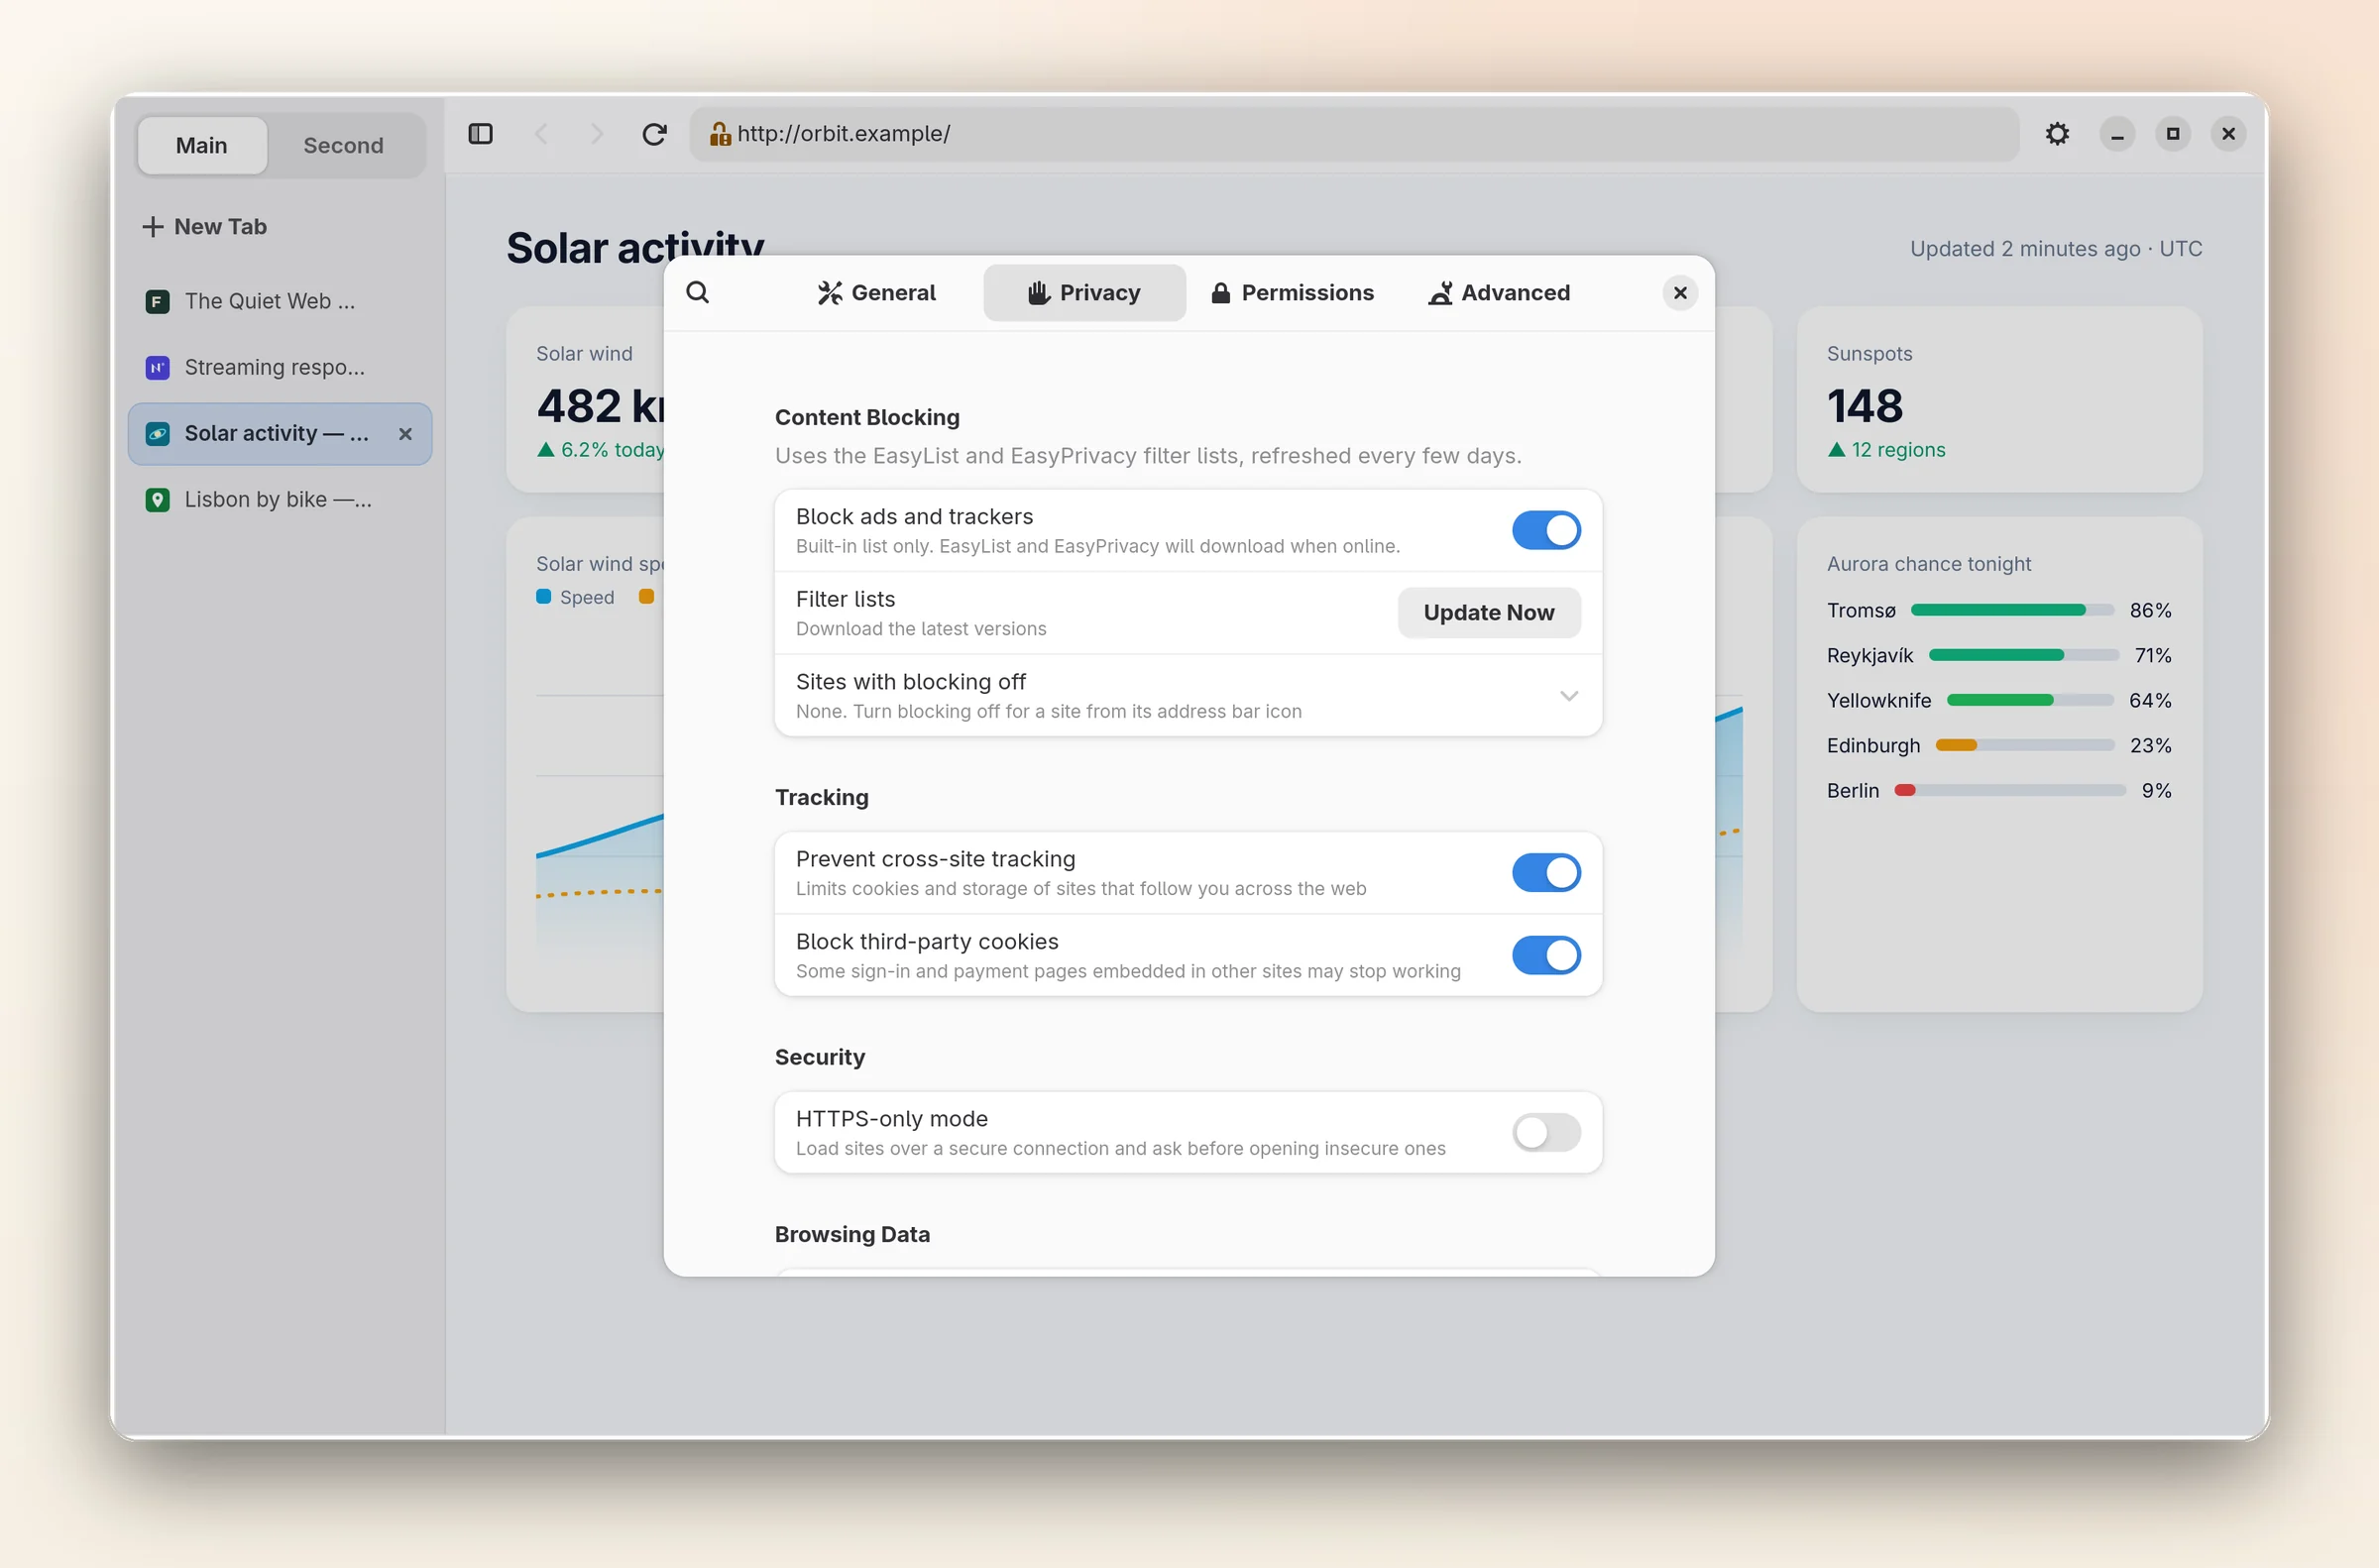 Main Second
New Tab
The Quiet Web ...
Streaming respo...
Solar activity — ...
Lisbon by bike —...
http://orbit.example/
Solar activity
Updated 2 minutes ago · UTC
Solar wind
482
▲ 6.2% today
Solar wind
Speed
Sunspots
148
▲ 12 regions
Aurora chance tonight
Tromsø 86%
Reykjavík 71%
Yellowknife 64%
Edinburgh 23%
Berlin 9%
General Privacy Permissions Advanced
Content Blocking
Uses the EasyList and EasyPrivacy filter lists, refreshed every few days.
Block ads and trackers
Built-in list only. EasyList and EasyPrivacy will download when online.
Filter lists
Download the latest versions
Update Now
Sites with blocking off
None. Turn blocking off for a site from its address bar icon
Tracking
Prevent cross-site tracking
Limits cookies and storage of sites that follow you across the web
Block third-party cookies
Some sign-in and payment pages embedded in other sites may stop working
Security
HTTPS-only mode
Load sites over a secure connection and ask before opening insecure ones
Browsing Data